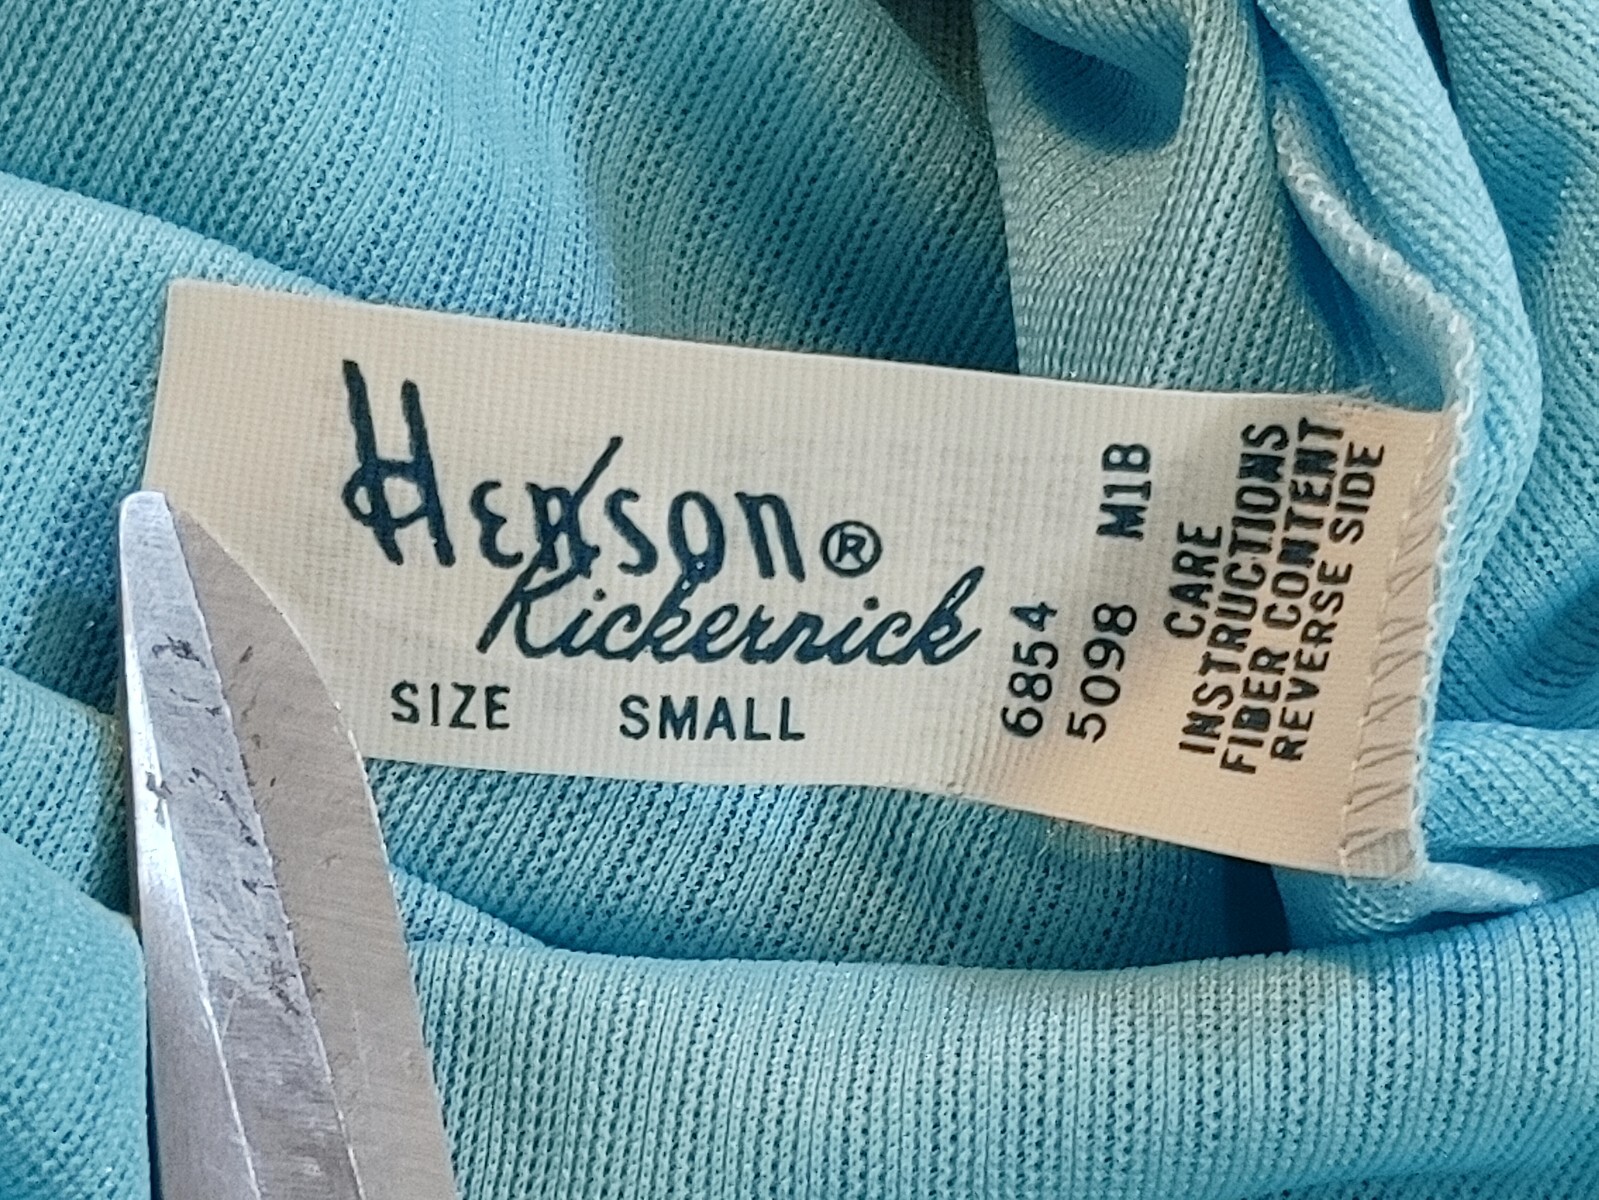 Henson®
Kickernick
SIZE SMALL
6854
5098 M1B
CARE
INSTRUCTIONS
FIBER CONTENT
REVERSE SIDE